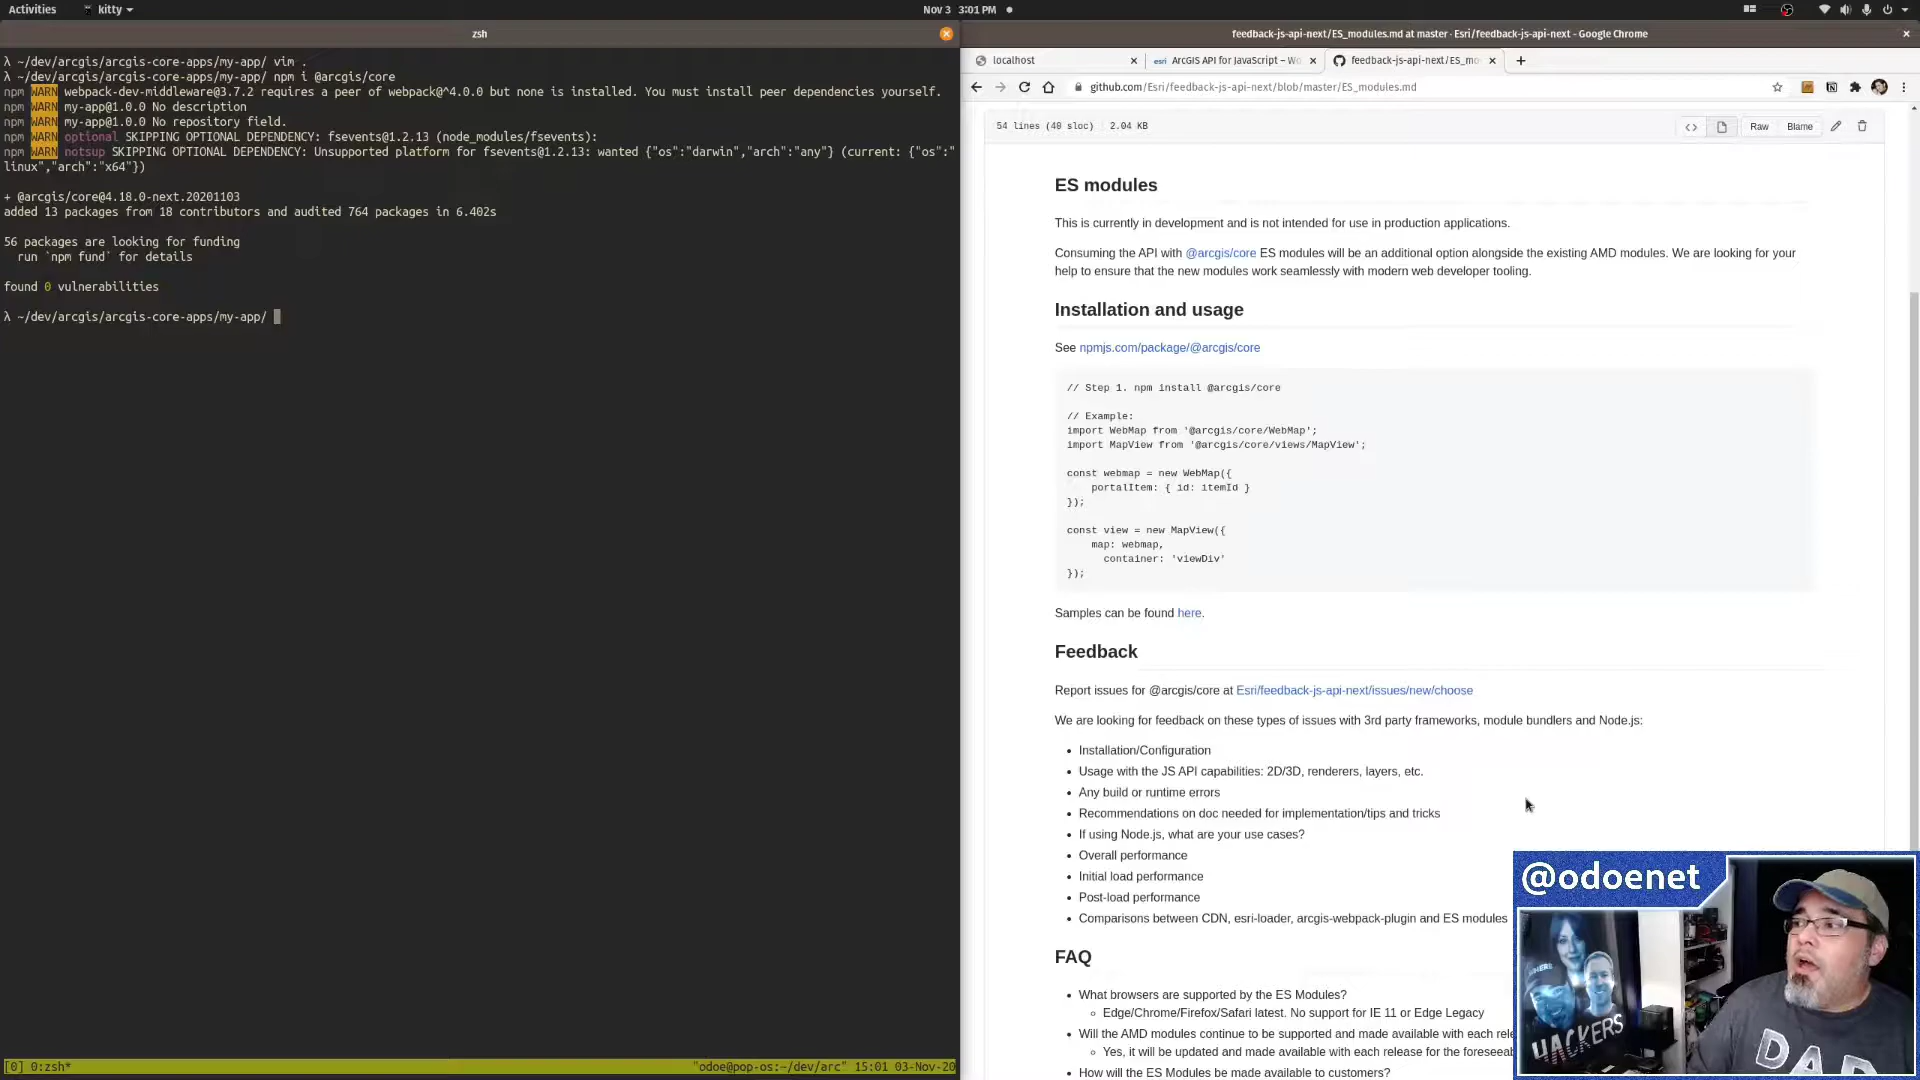 Activities
kitty
Nov 3 3:01 PM
zsh
λ ~/dev/arcgis/arcgis-core-apps/my-app/ vim .
λ ~/dev/arcgis/arcgis-core-apps/my-app/ npm i @arcgis/core
npm WARN webpack-dev-middleware@3.7.2 requires a peer of webpack@^4.0.0 but none is installed. You must install peer dependencies yourself.
npm WARN my-app@1.0.0 No description
npm WARN my-app@1.0.0 No repository field.
npm WARN optional SKIPPING OPTIONAL DEPENDENCY: fsevents@1.2.13 (node_modules/fsevents):
npm WARN notsup SKIPPING OPTIONAL DEPENDENCY: Unsupported platform for fsevents@1.2.13: wanted {"os":"darwin","arch":"any"} (current: {"os":"
linux","arch":"x64"})
+ @arcgis/core@4.18.0-next.20201103
added 13 packages from 18 contributors and audited 764 packages in 6.402s
56 packages are looking for funding
run `npm fund` for details
found 0 vulnerabilities
λ ~/dev/arcgis/arcgis-core-apps/my-app/
[0] 0:zsh*
"odoe@pop-os:~/dev/arc" 15:01 03-Nov-20
feedback-js-api-next/ES_modules.md at master · Esri/feedback-js-api-next - Google Chrome
localhost
esri ArcGIS API for JavaScript – Wo
feedback-js-api-next/ES_mo
github.com/Esri/feedback-js-api-next/blob/master/ES_modules.md
54 lines (40 sloc) 2.04 KB
Raw
Blame
ES modules
This is currently in development and is not intended for use in production applications.
Consuming the API with @arcgis/core ES modules will be an additional option alongside the existing AMD modules. We are looking for your
help to ensure that the new modules work seamlessly with modern web developer tooling.
Installation and usage
See npmjs.com/package/@arcgis/core
// Step 1. npm install @arcgis/core
// Example:
import WebMap from '@arcgis/core/WebMap';
import MapView from '@arcgis/core/views/MapView';
const webmap = new WebMap({
portalItem: { id: itemId }
});
const view = new MapView({
map: webmap,
container: 'viewDiv'
});
Samples can be found here.
Feedback
Report issues for @arcgis/core at Esri/feedback-js-api-next/issues/new/choose
We are looking for feedback on these types of issues with 3rd party frameworks, module bundlers and Node.js:
• Installation/Configuration
• Usage with the JS API capabilities: 2D/3D, renderers, layers, etc.
• Any build or runtime errors
• Recommendations on doc needed for implementation/tips and tricks
• If using Node.js, what are your use cases?
• Overall performance
• Initial load performance
• Post-load performance
• Comparisons between CDN, esri-loader, arcgis-webpack-plugin and ES modules
FAQ
• What browsers are supported by the ES Modules?
◦ Edge/Chrome/Firefox/Safari latest. No support for IE 11 or Edge Legacy
• Will the AMD modules continue to be supported and made available with each rele
◦ Yes, it will be updated and made available with each release for the foreseeab
• How will the ES Modules be made available to customers?
@odoenet
HACKERS
DAD